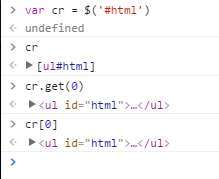 > var cr = $('#html')
< undefined
> cr
< ▶[ul#html]
> cr.get(0)
< ▶<ul id="html">…</ul>
> cr[0]
< ▶<ul id="html">…</ul>
>